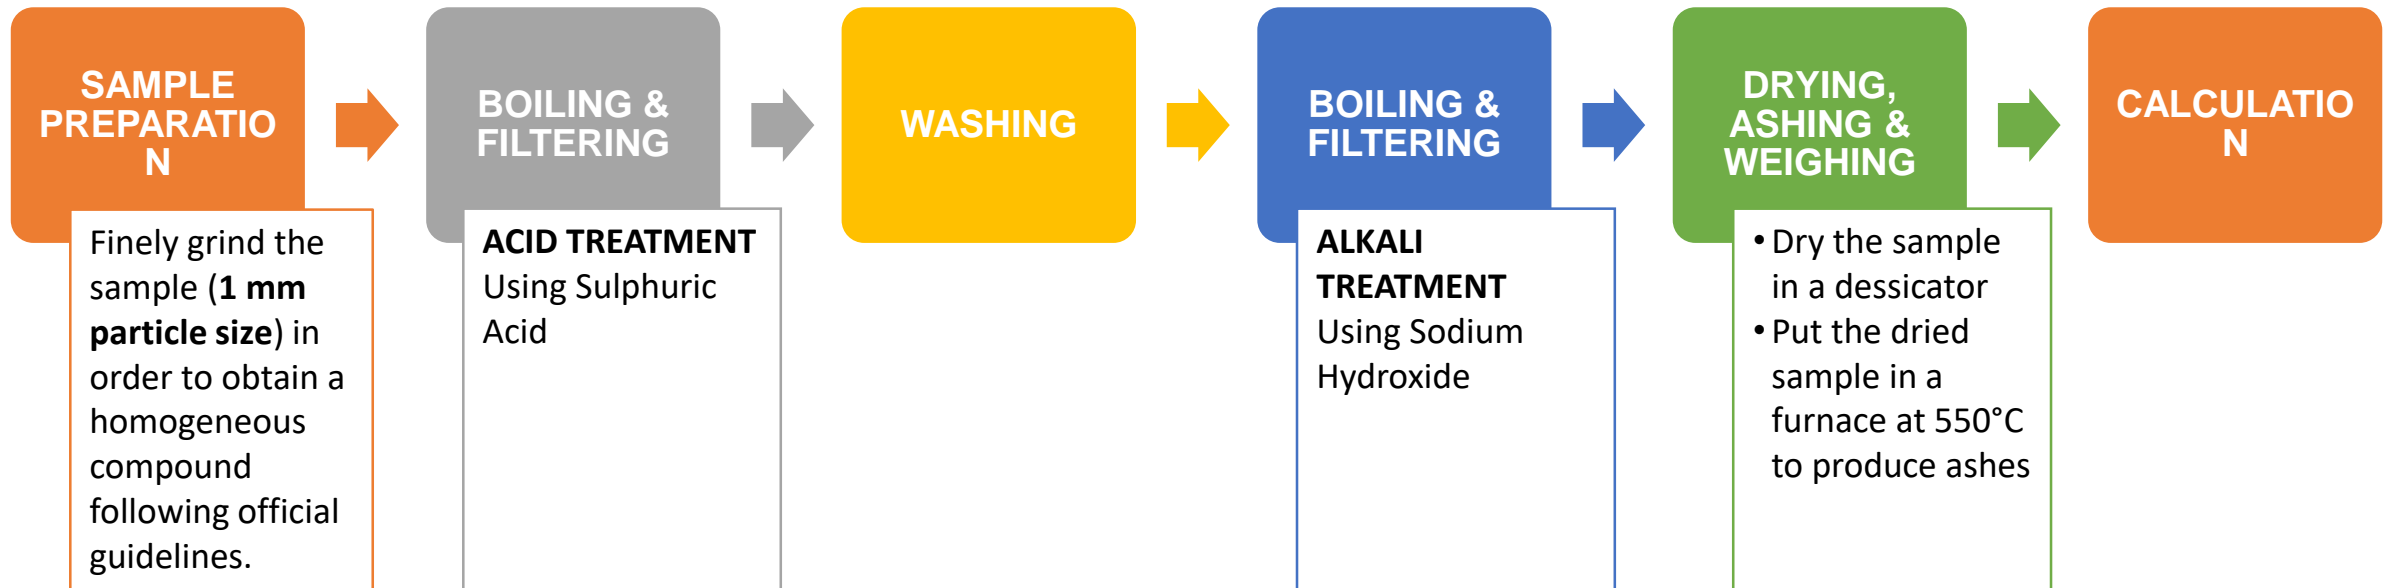 SAMPLE
PREPARATIO
N
Finely grind the
sample (1 mm
particle size) in
order to obtain a
homogeneous
compound
following official
guidelines.
BOILING &
FILTERING
ACID TREATMENT
Using Sulphuric
Acid
WASHING
BOILING &
FILTERING
ALKALI
TREATMENT
Using Sodium
Hydroxide
DRYING,
ASHING &
WEIGHING
• Dry the sample
in a dessicator
• Put the dried
sample in a
furnace at 550°C
to produce ashes
CALCULATIO
N